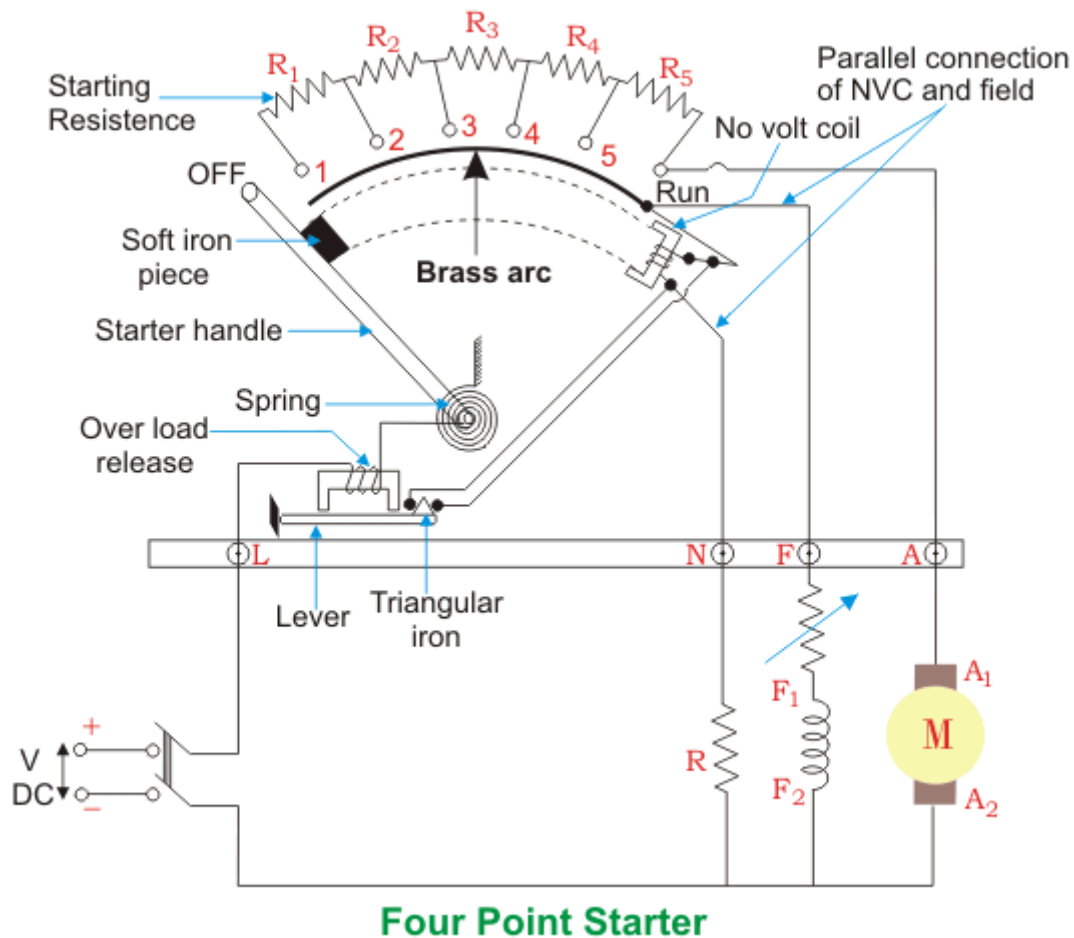 R1
R2
R3
R4
R5
Starting
Resistence
Parallel connection
of NVC and field
No volt coil
1
2
3
4
5
OFF
Run
Soft iron
piece
Brass arc
Starter handle
Spring
Over load
release
L
N
F
A
Lever
Triangular
iron
+
V
DC
−
R
F1
F2
A1
M
A2
Four Point Starter